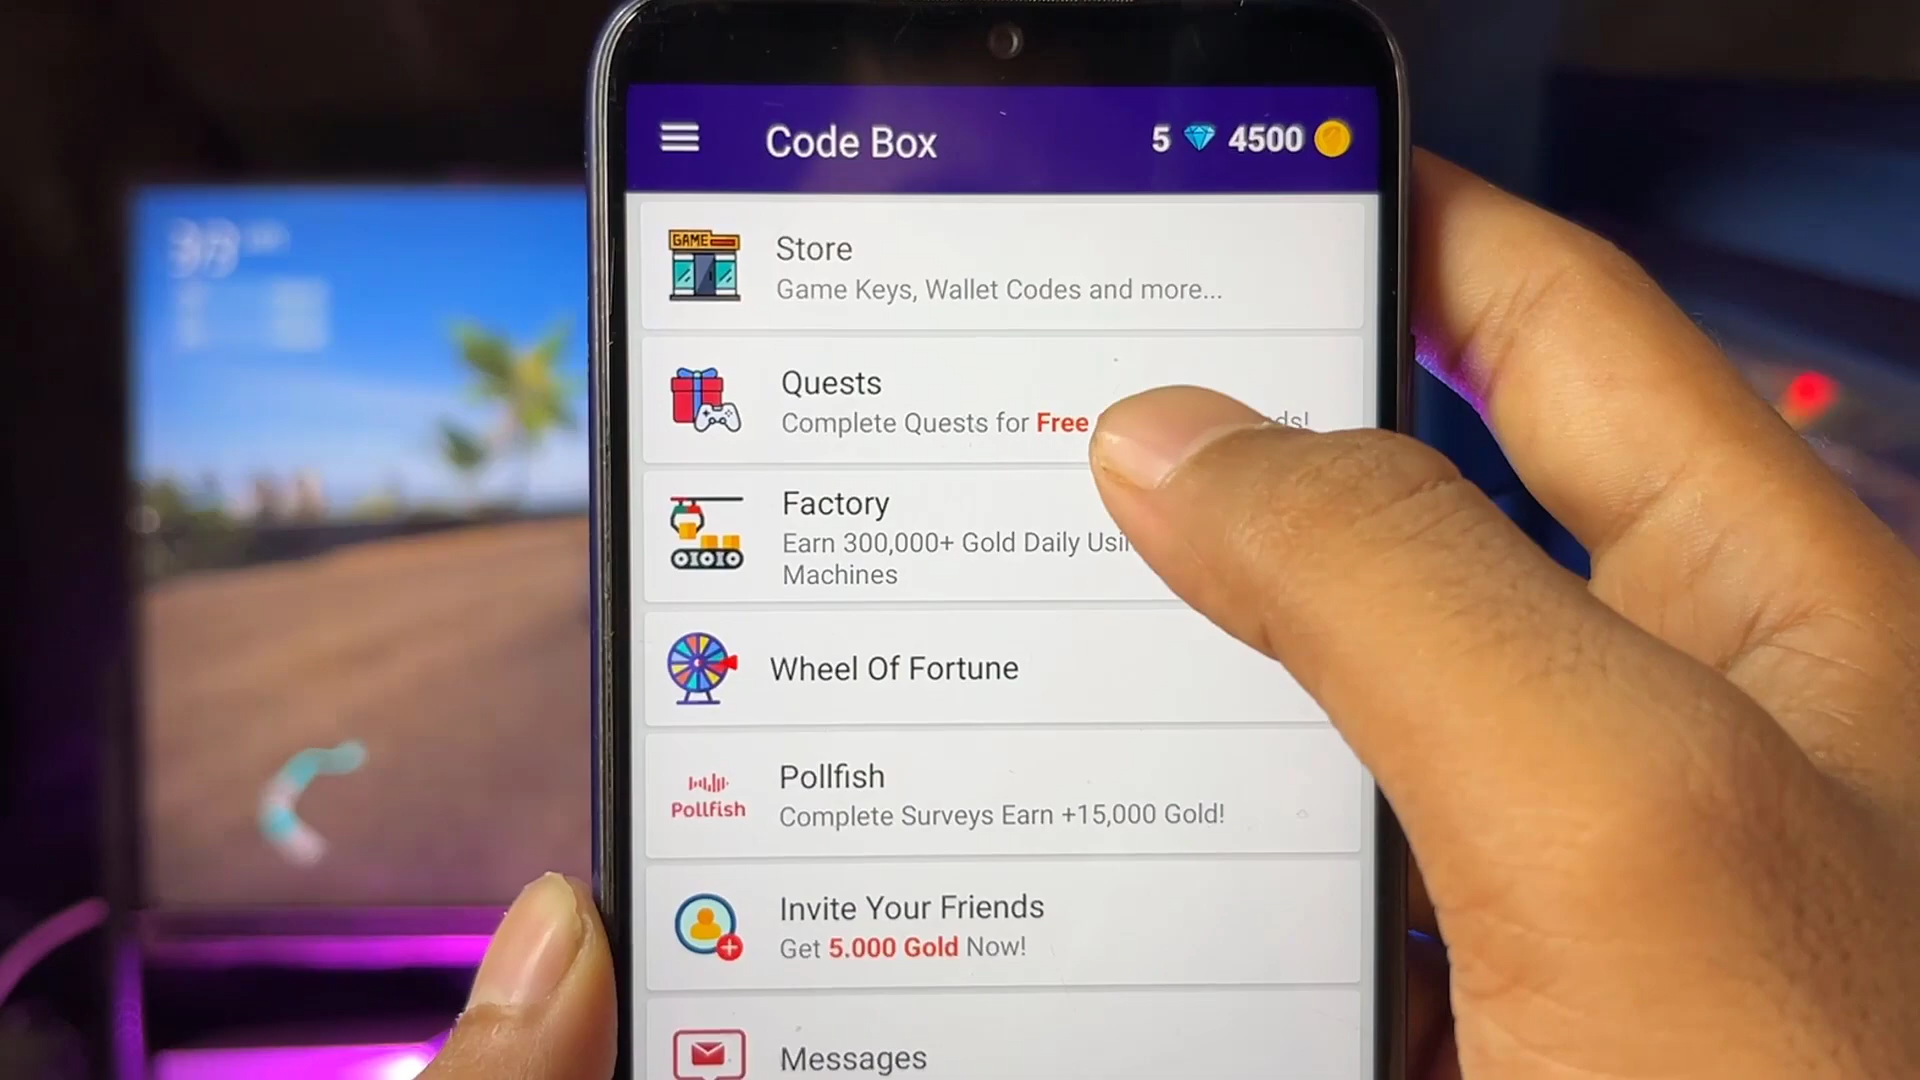 Code Box
5 4500
GAME
Store
Game Keys, Wallet Codes and more...
Quests
Complete Quests for Free
Factory
Earn 300,000+ Gold Daily
Machines
Wheel Of Fortune
Pollfish
Pollfish
Complete Surveys Earn +15,000 Gold!
Invite Your Friends
Get 5.000 Gold Now!
Messages